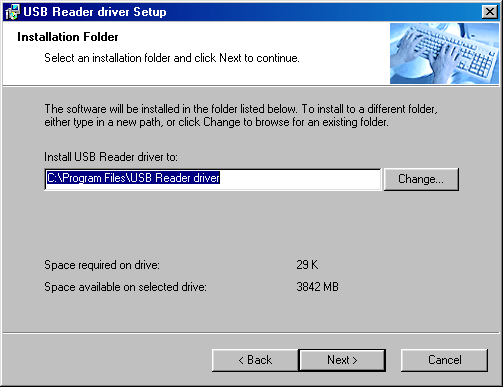 USB Reader driver Setup
Installation Folder
Select an installation folder and click Next to continue.
The software will be installed in the folder listed below. To install to a different folder,
either type in a new path, or click Change to browse for an existing folder.
Install USB Reader driver to:
C:\Program Files\USB Reader driver
Change...
Space required on drive: 29 K
Space available on selected drive: 3842 MB
< Back Next > Cancel